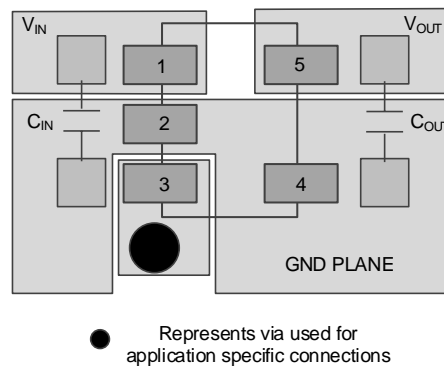 VIN
VOUT
1
5
CIN
2
COUT
3
4
GND PLANE
Represents via used for
application specific connections